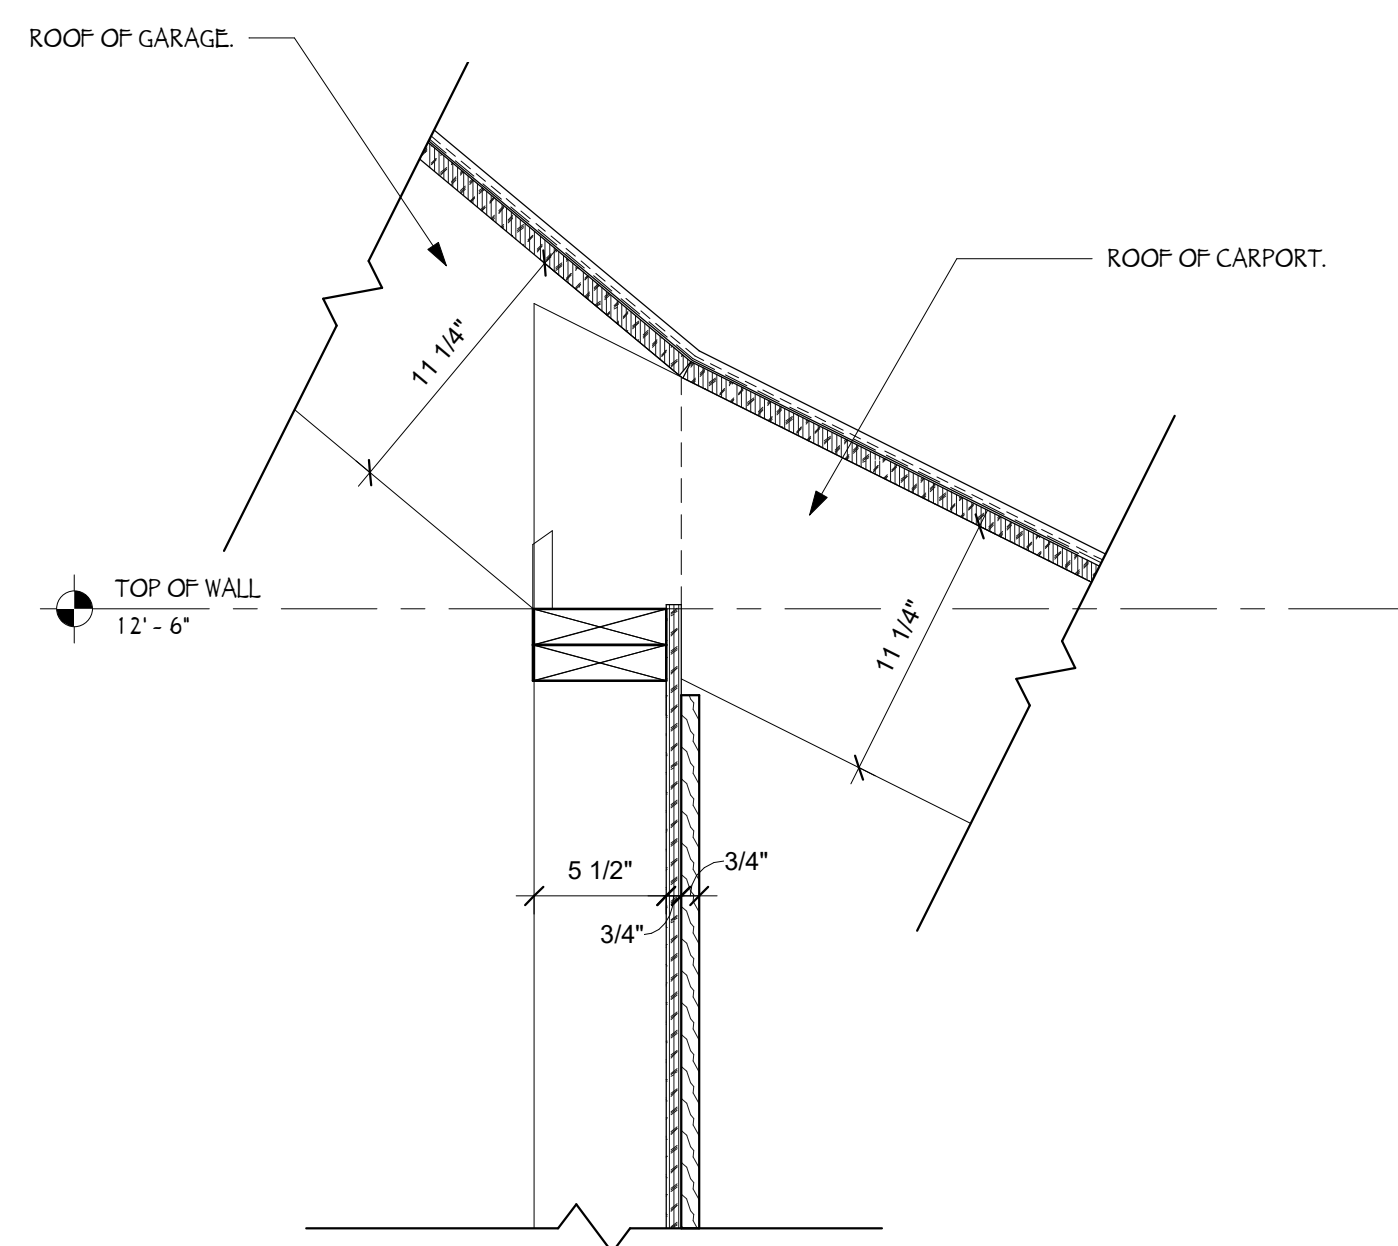 ROOF OF GARAGE.
ROOF OF CARPORT.
11 1/4"
TOP OF WALL
12' - 6"
11 1/4"
5 1/2"
3/4"
3/4"